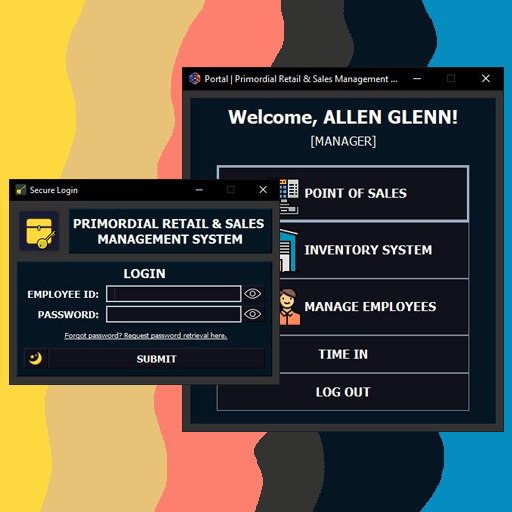 Portal | Primordial Retail & Sales Management ...
Welcome, ALLEN GLENN!
[MANAGER]
POINT OF SALES
INVENTORY SYSTEM
MANAGE EMPLOYEES
TIME IN
LOG OUT
Secure Login
PRIMORDIAL RETAIL & SALES
MANAGEMENT SYSTEM
LOGIN
EMPLOYEE ID:
PASSWORD:
Forgot password? Request password retrieval here.
SUBMIT